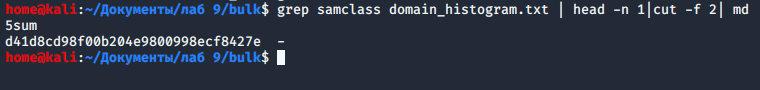 home@kali:~/Документы/лаб 9/bulk$ grep samclass domain_histogram.txt | head -n 1|cut -f 2| md
5sum
d41d8cd98f00b204e9800998ecf8427e  -
home@kali:~/Документы/лаб 9/bulk$